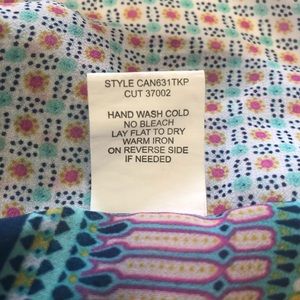 STYLE CAN631TKP
CUT 37002
HAND WASH COLD
NO BLEACH
LAY FLAT TO DRY
WARM IRON
ON REVERSE SIDE
IF NEEDED